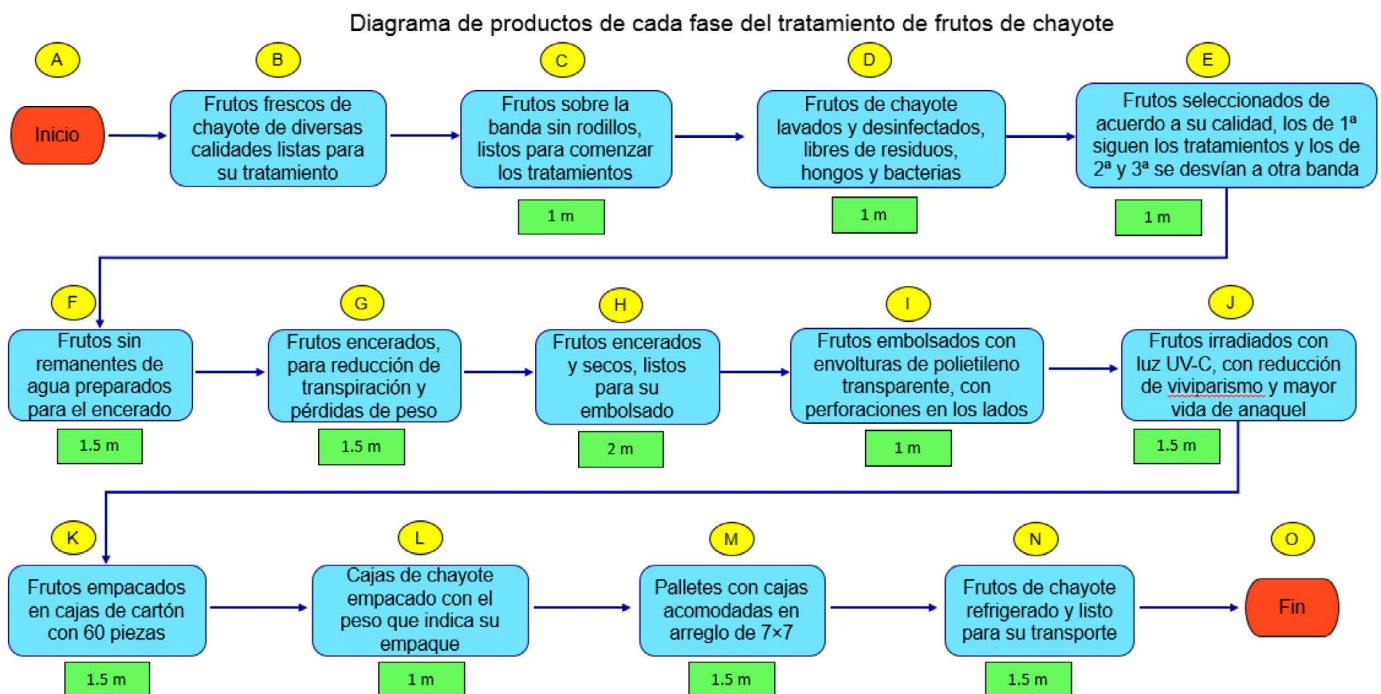 Diagrama de productos de cada fase del tratamiento de frutos de chayote
A
Inicio
B
Frutos frescos de
chayote de diversas
calidades listas para
su tratamiento
C
Frutos sobre la
banda sin rodillos,
listos para comenzar
los tratamientos
1 m
D
Frutos de chayote
lavados y desinfectados,
libres de residuos,
hongos y bacterias
1 m
E
Frutos seleccionados de
acuerdo a su calidad, los de 1ª
siguen los tratamientos y los de
2ª y 3ª se desvían a otra banda
1 m
F
Frutos sin
remanentes de
agua preparados
para el encerado
1.5 m
G
Frutos encerados,
para reducción de
transpiración y
pérdidas de peso
1.5 m
H
Frutos encerados
y secos, listos
para su
embolsado
2 m
I
Frutos embolsados con
envolturas de polietileno
transparente, con
perforaciones en los lados
1 m
J
Frutos irradiados con
luz UV-C, con reducción
de viviparismo y mayor
vida de anaquel
1.5 m
K
Frutos empacados
en cajas de cartón
con 60 piezas
1.5 m
L
Cajas de chayote
empacado con el
peso que indica su
empaque
1 m
M
Palletes con cajas
acomodadas en
arreglo de 7×7
1.5 m
N
Frutos de chayote
refrigerado y listo
para su transporte
1.5 m
O
Fin